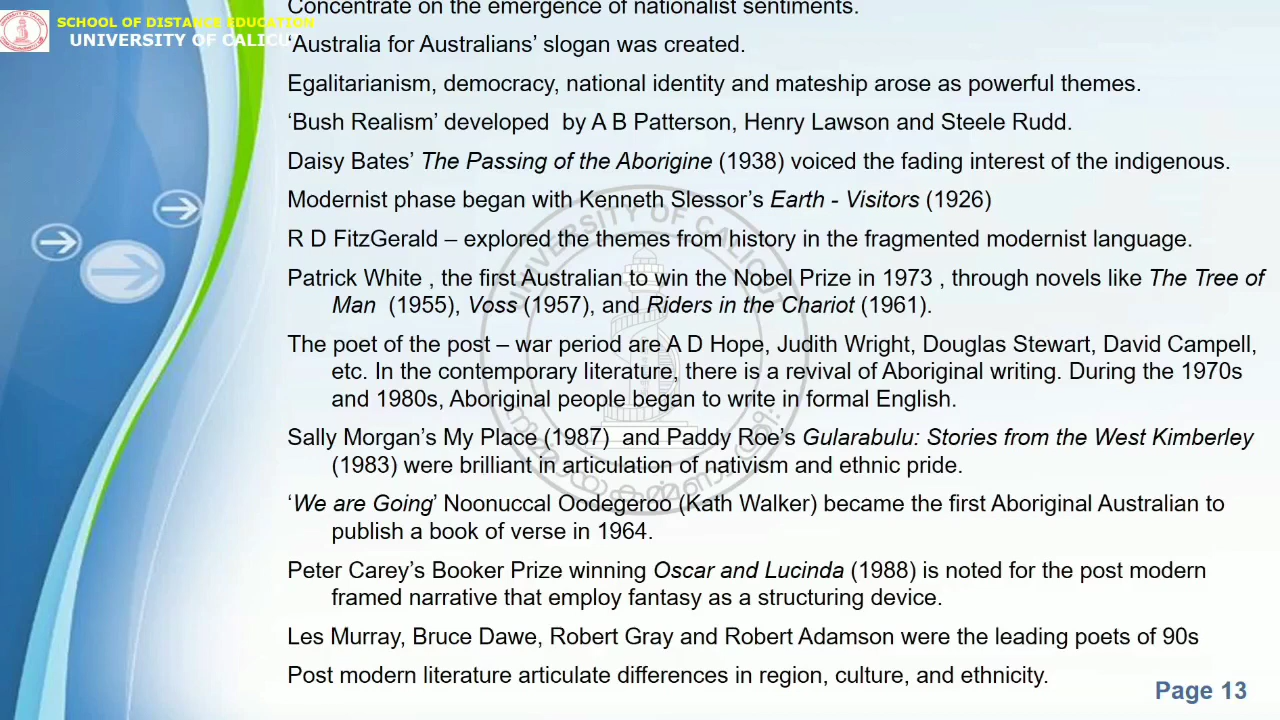 Concentrate on the emergence of nationalist sentiments.
SCHOOL OF DISTANCE EDUCATION
UNIVERSITY OF CALICU
‘Australia for Australians’ slogan was created.
Egalitarianism, democracy, national identity and mateship arose as powerful themes.
‘Bush Realism’ developed  by A B Patterson, Henry Lawson and Steele Rudd.
Daisy Bates’ The Passing of the Aborigine (1938) voiced the fading interest of the indigenous.
Modernist phase began with Kenneth Slessor’s Earth - Visitors (1926)
R D FitzGerald – explored the themes from history in the fragmented modernist language.
Patrick White , the first Australian to win the Nobel Prize in 1973 , through novels like The Tree of
Man  (1955), Voss (1957), and Riders in the Chariot (1961).
The poet of the post – war period are A D Hope, Judith Wright, Douglas Stewart, David Campell,
etc. In the contemporary literature, there is a revival of Aboriginal writing. During the 1970s
and 1980s, Aboriginal people began to write in formal English.
Sally Morgan’s My Place (1987)  and Paddy Roe’s Gularabulu: Stories from the West Kimberley
(1983) were brilliant in articulation of nativism and ethnic pride.
‘We are Going’ Noonuccal Oodegeroo (Kath Walker) became the first Aboriginal Australian to
publish a book of verse in 1964.
Peter Carey’s Booker Prize winning Oscar and Lucinda (1988) is noted for the post modern
framed narrative that employ fantasy as a structuring device.
Les Murray, Bruce Dawe, Robert Gray and Robert Adamson were the leading poets of 90s
Post modern literature articulate differences in region, culture, and ethnicity.
Page 13
UNIVERSITY OF CALICUT